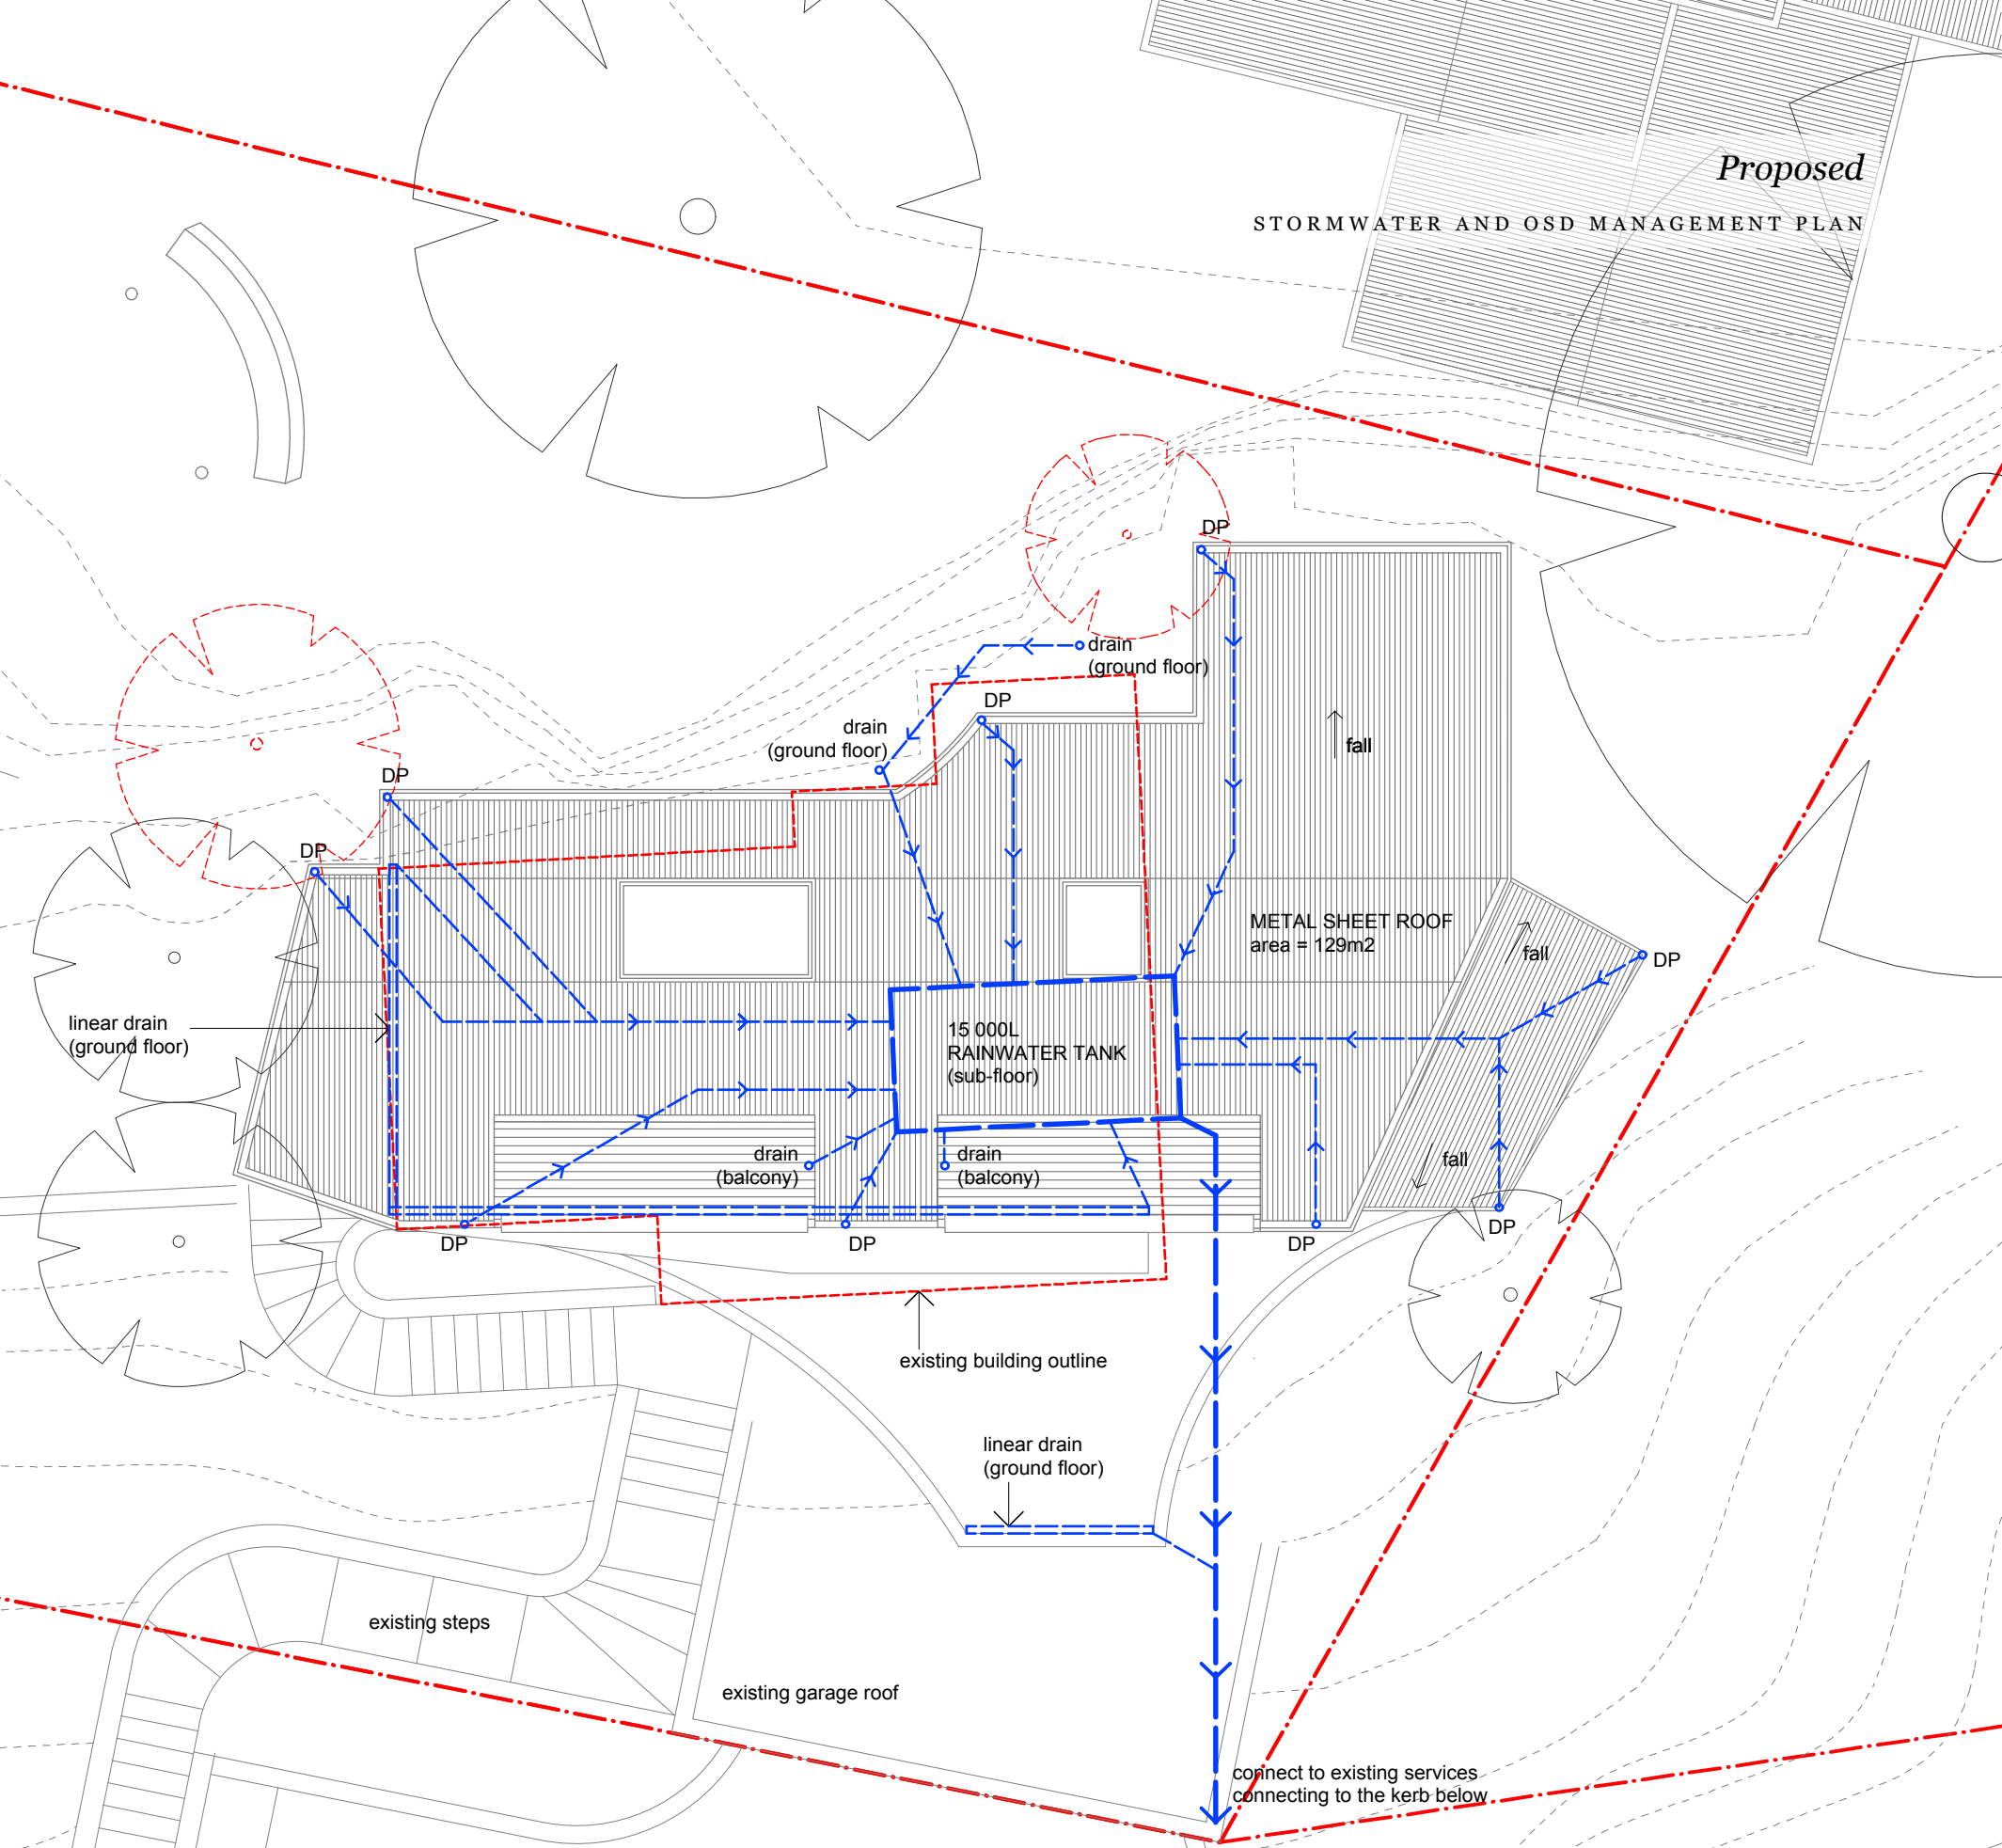 Proposed
STORMWATER AND OSD MANAGEMENT PLAN
DP
drain
(ground floor)
DP
drain
(ground floor)
fall
DP
DP
METAL SHEET ROOF
area = 129m2
fall
DP
linear drain
(ground floor)
15 000L
RAINWATER TANK
(sub-floor)
drain
(balcony)
drain
(balcony)
fall
DP
DP
DP
DP
existing building outline
linear drain
(ground floor)
existing steps
existing garage roof
connect to existing services
connecting to the kerb below